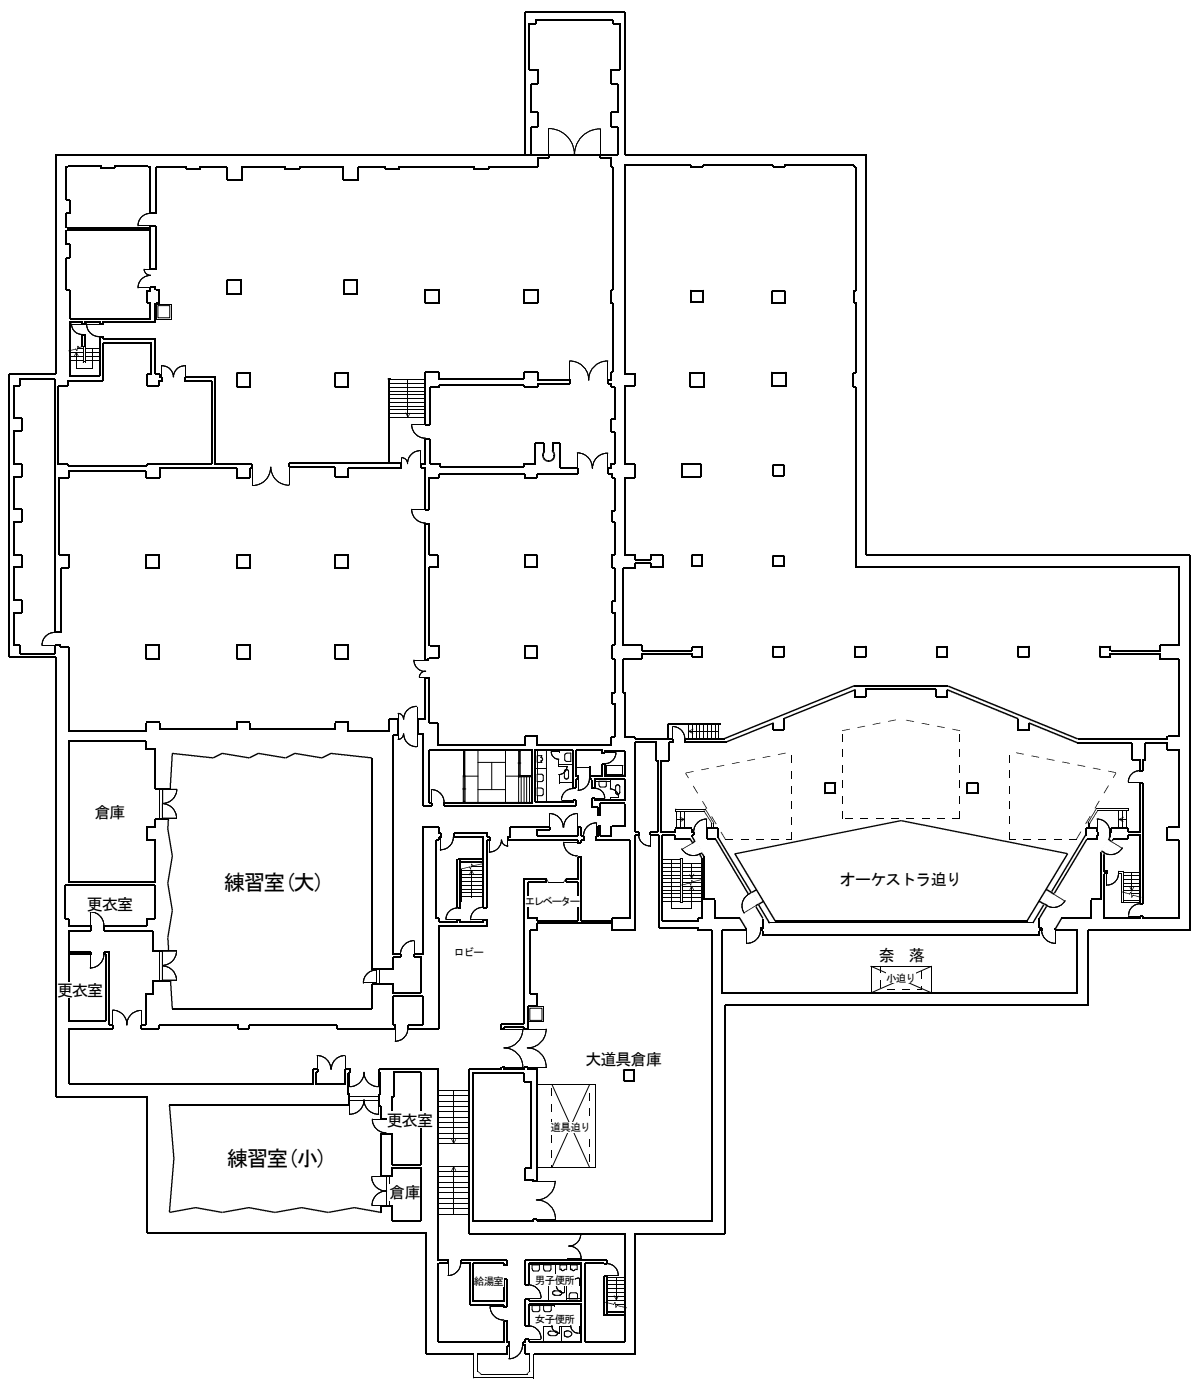 倉庫
練習室(大)
オーケストラ迫り
更衣室
エレベーター
ロビー
奈 落
小迫り
更衣室
大道具倉庫
更衣室
道具迫り
練習室(小)
倉庫
給湯室
男子便所
女子便所